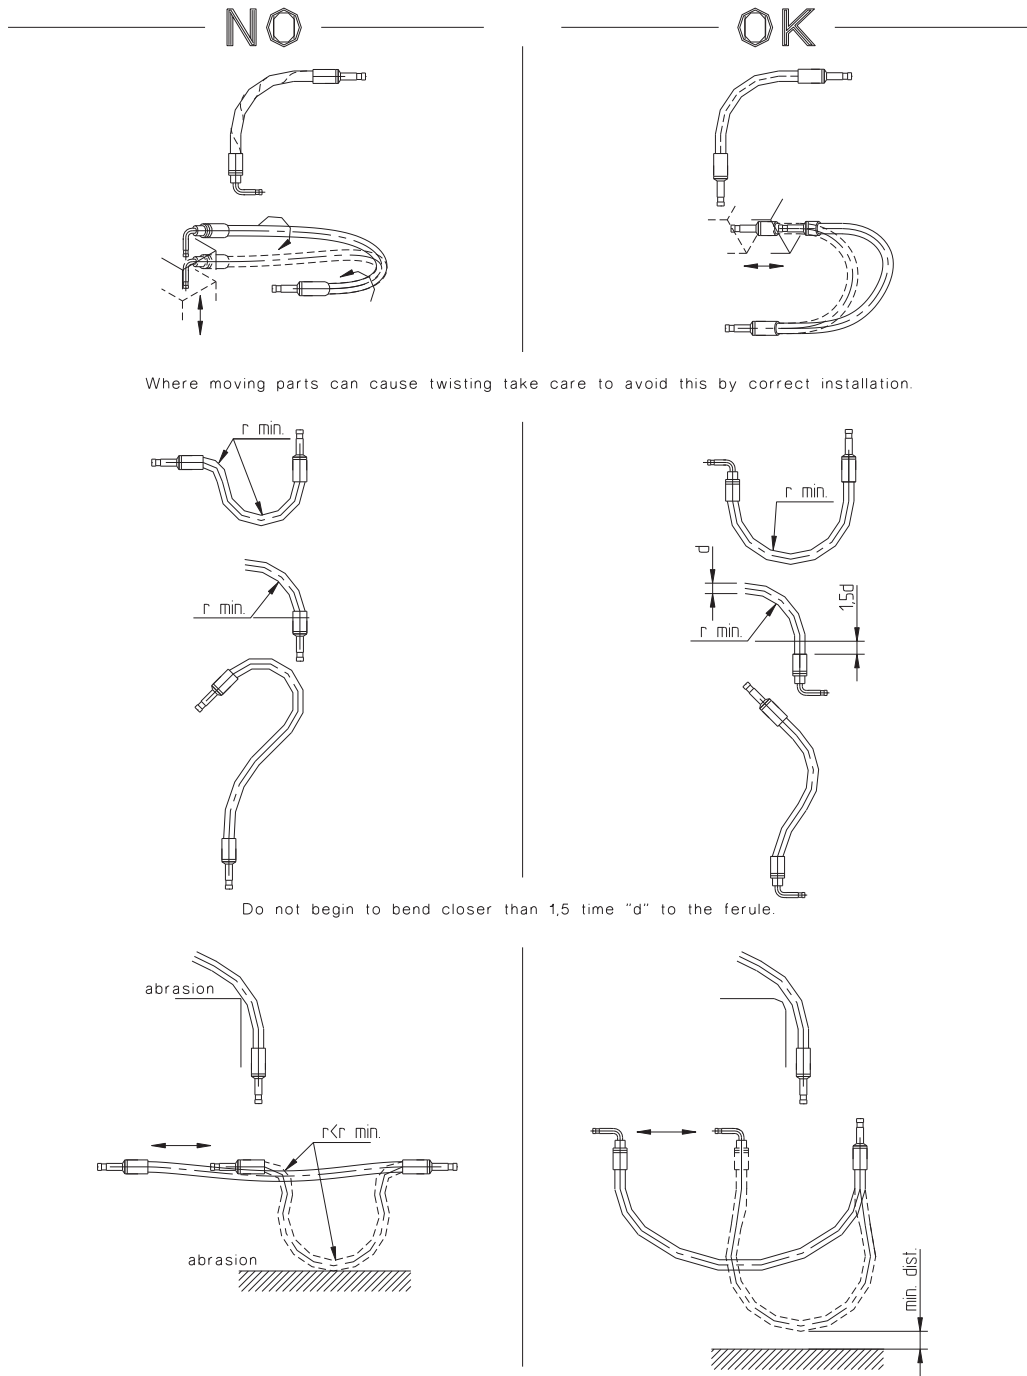 NO
OK
Where moving parts can cause twisting take care to avoid this by correct installation.
r min.
r min.
d
r min.
1,5d
r min.
Do not begin to bend closer than 1,5 time "d" to the ferule.
abrasion
r<r min.
abrasion
min. dist.